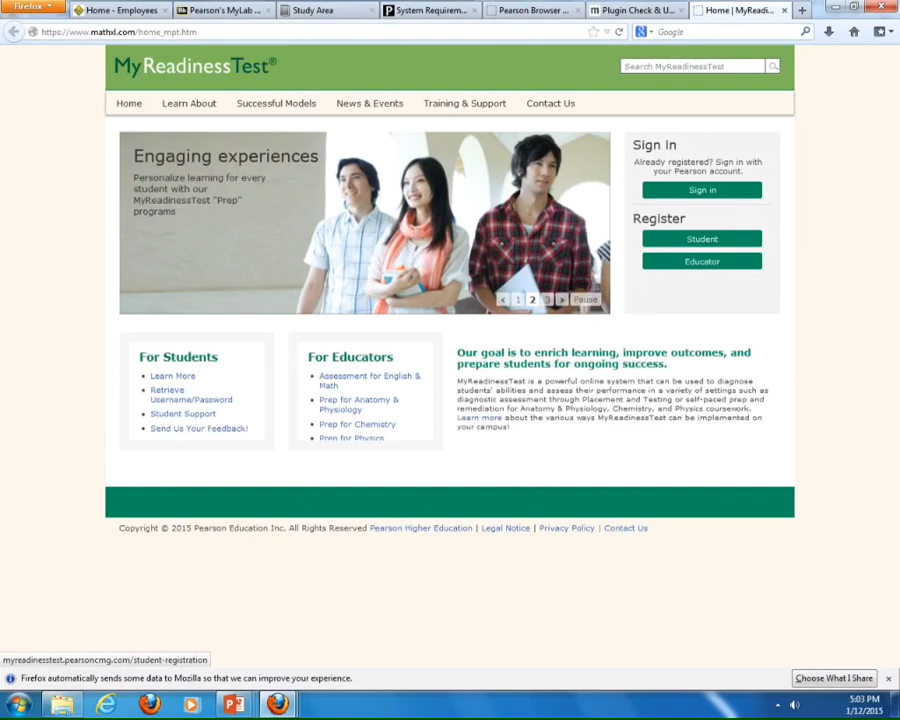 Firefox
Home - Employees
Pearson's MyLab ...
Study Area
System Requirem...
Pearson Browser ...
Plugin Check & U...
Home | MyReadi...
https://www.mathxl.com/home_mpt.htm
Google
MyReadinessTest®
Search MyReadinessTest
Home
Learn About
Successful Models
News & Events
Training & Support
Contact Us
Engaging experiences
Personalize learning for every
student with our
MyReadinessTest "Prep"
programs
< 1 2 3 > Pause
Sign in
Already registered? Sign in with
your Pearson account.
Sign in
Register
Student
Educator
For Students
• Learn More
• Retrieve
Username/Password
• Student Support
• Send Us Your Feedback!
For Educators
• Assessment for English &
Math
• Prep for Anatomy &
Physiology
• Prep for Chemistry
• Prep for Physics
Our goal is to enrich learning, improve outcomes, and
prepare students for ongoing success.
MyReadinessTest is a powerful online system that can be used to diagnose
students' abilities and assess their performance in a variety of settings such as
diagnostic assessment through Placement and Testing or self-paced prep and
remediation for Anatomy & Physiology, Chemistry, and Physics coursework.
Learn more about the various ways MyReadinessTest can be implemented on
your campus!
Copyright © 2015 Pearson Education Inc. All Rights Reserved Pearson Higher Education | Legal Notice | Privacy Policy | Contact Us
myreadinesstest.pearsoncmg.com/student-registration
Firefox automatically sends some data to Mozilla so that we can improve your experience.
Choose What I Share
5:03 PM
1/12/2015